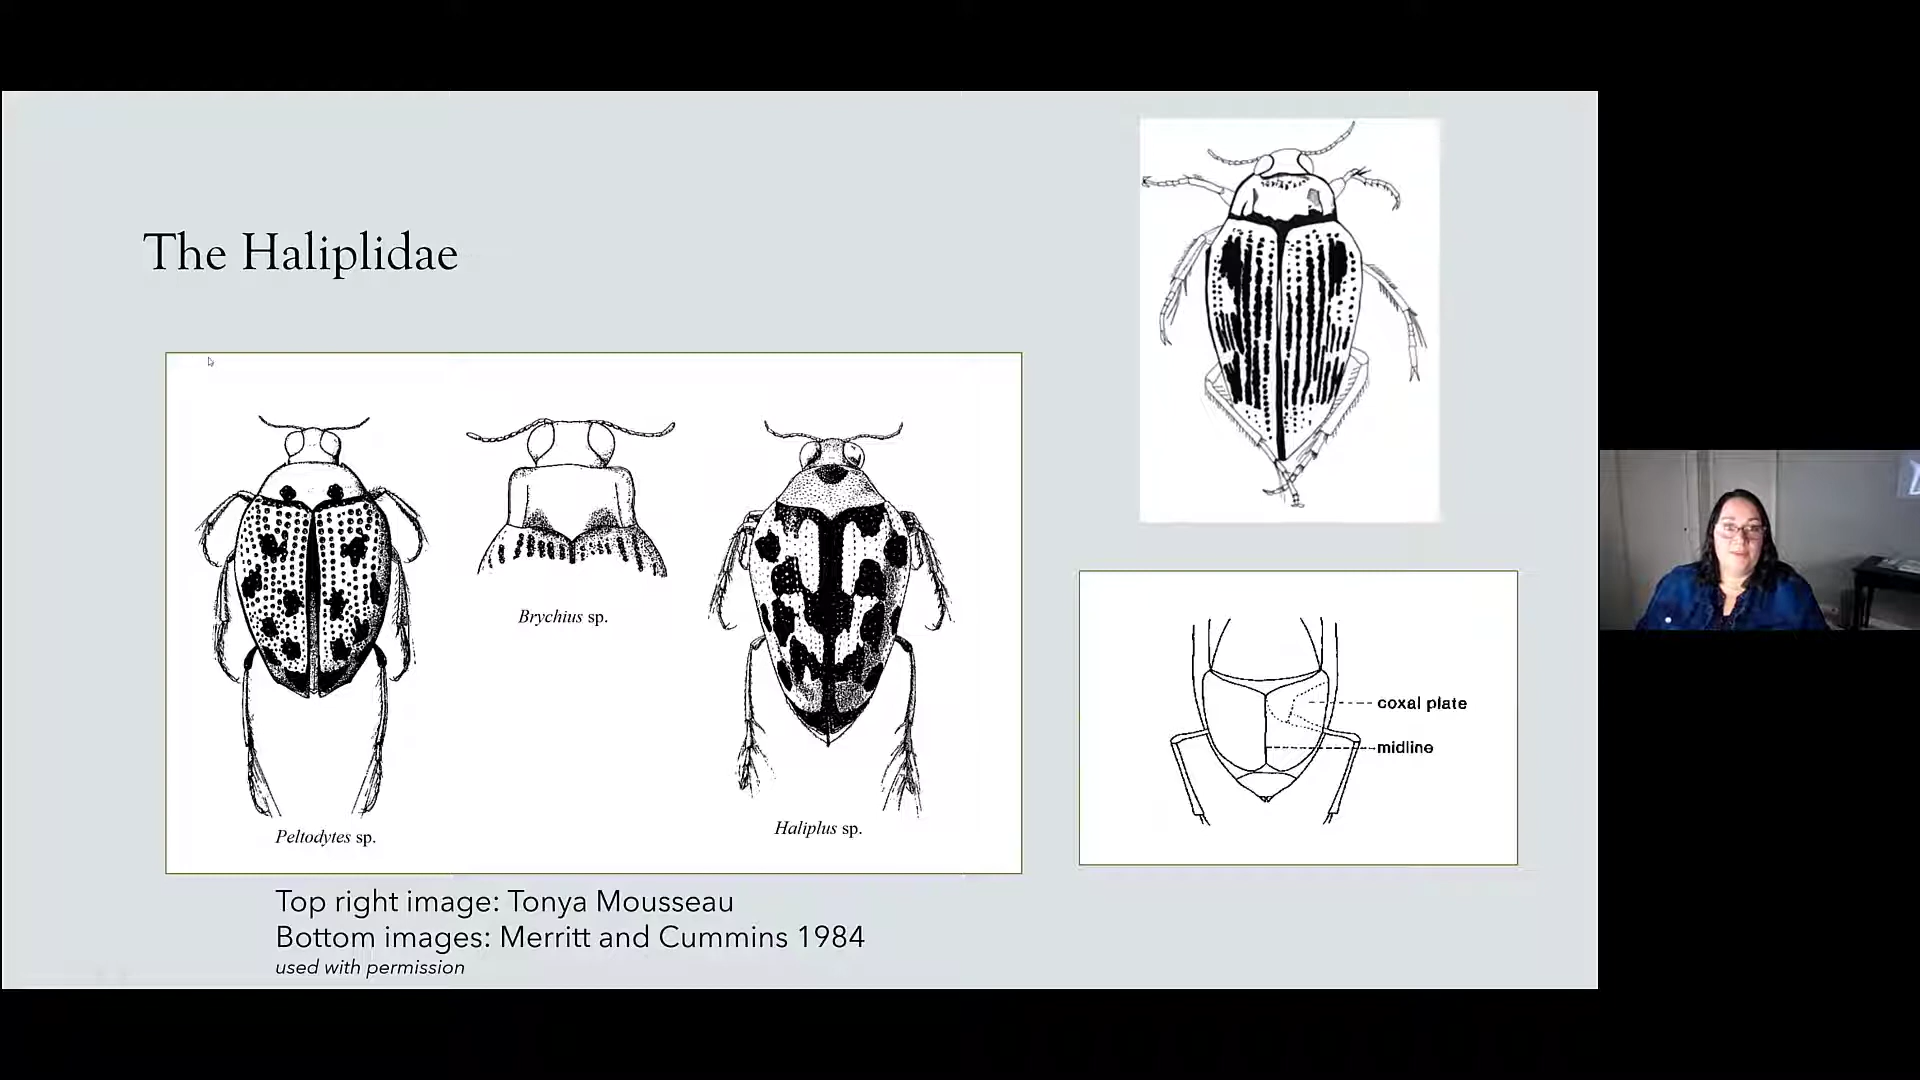 The Haliplidae
Peltodytes sp.
Brychius sp.
Haliplus sp.
coxal plate
midline
Top right image: Tonya Mousseau
Bottom images: Merritt and Cummins 1984
used with permission